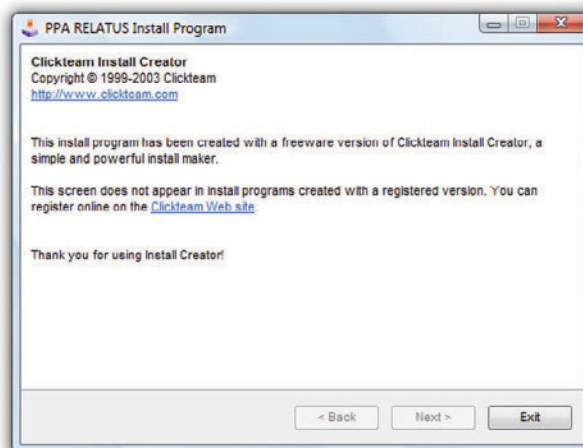 PPA RELATUS Install Program
Clickteam Install Creator
Copyright © 1999-2003 Clickteam
http://www.clickteam.com
This install program has been created with a freeware version of Clickteam Install Creator, a
simple and powerful install maker.
This screen does not appear in install programs created with a registered version. You can
register online on the Clickteam Web site
Thank you for using Install Creator!
< Back
Next >
Exit